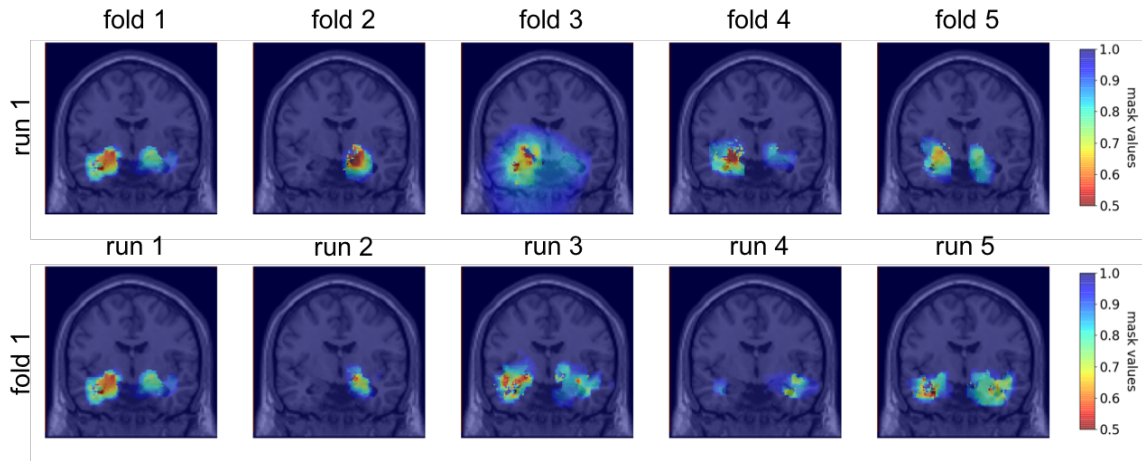 fold 1 fold 2 fold 3 fold 4 fold 5
run 1
1.0
0.9
0.8
0.7
0.6
0.5
mask values
run 1 run 2 run 3 run 4 run 5
fold 1
1.0
0.9
0.8
0.7
0.6
0.5
mask values